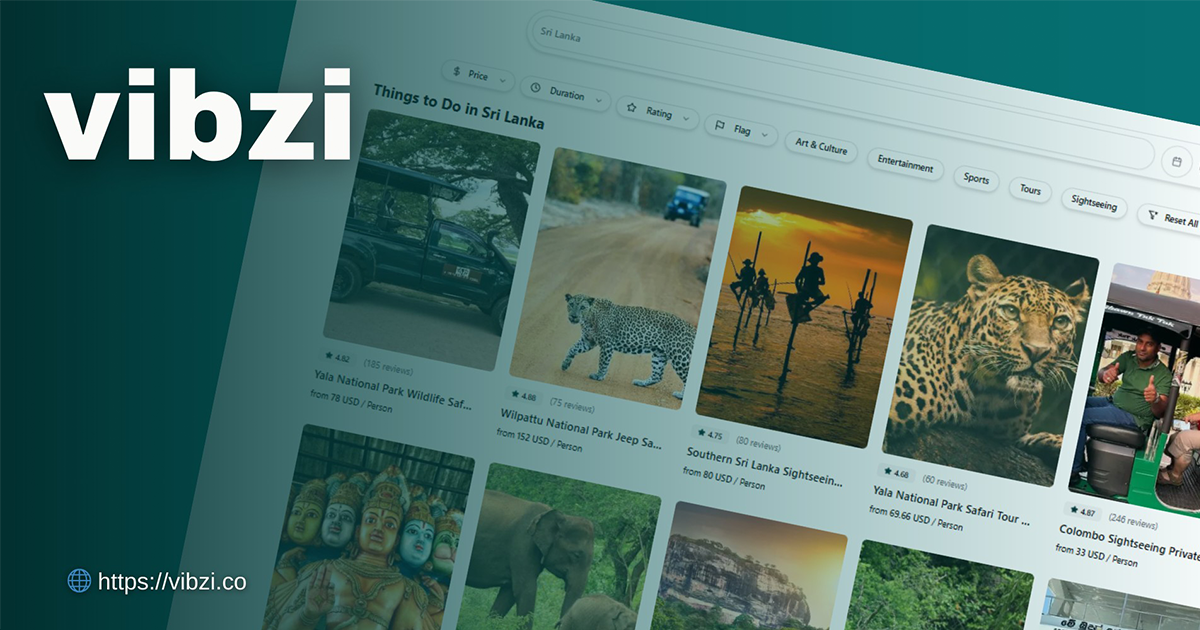 vibzi
Sri Lanka
Price
Duration
Rating
Flag
Art & Culture
Entertainment
Sports
Tours
Sightseeing
Reset All
Things to Do in Sri Lanka
4.82 (185 reviews)
Yala National Park Wildlife Saf...
from 78 USD / Person
4.88 (75 reviews)
Wilpattu National Park Jeep Sa...
from 152 USD / Person
4.75 (80 reviews)
Southern Sri Lanka Sightseein...
from 80 USD / Person
4.68 (60 reviews)
Yala National Park Safari Tour ...
from 69.66 USD / Person
Tuk Tuk
4.87 (246 reviews)
Colombo Sightseeing Private
from 33 USD / Person
https://vibzi.co